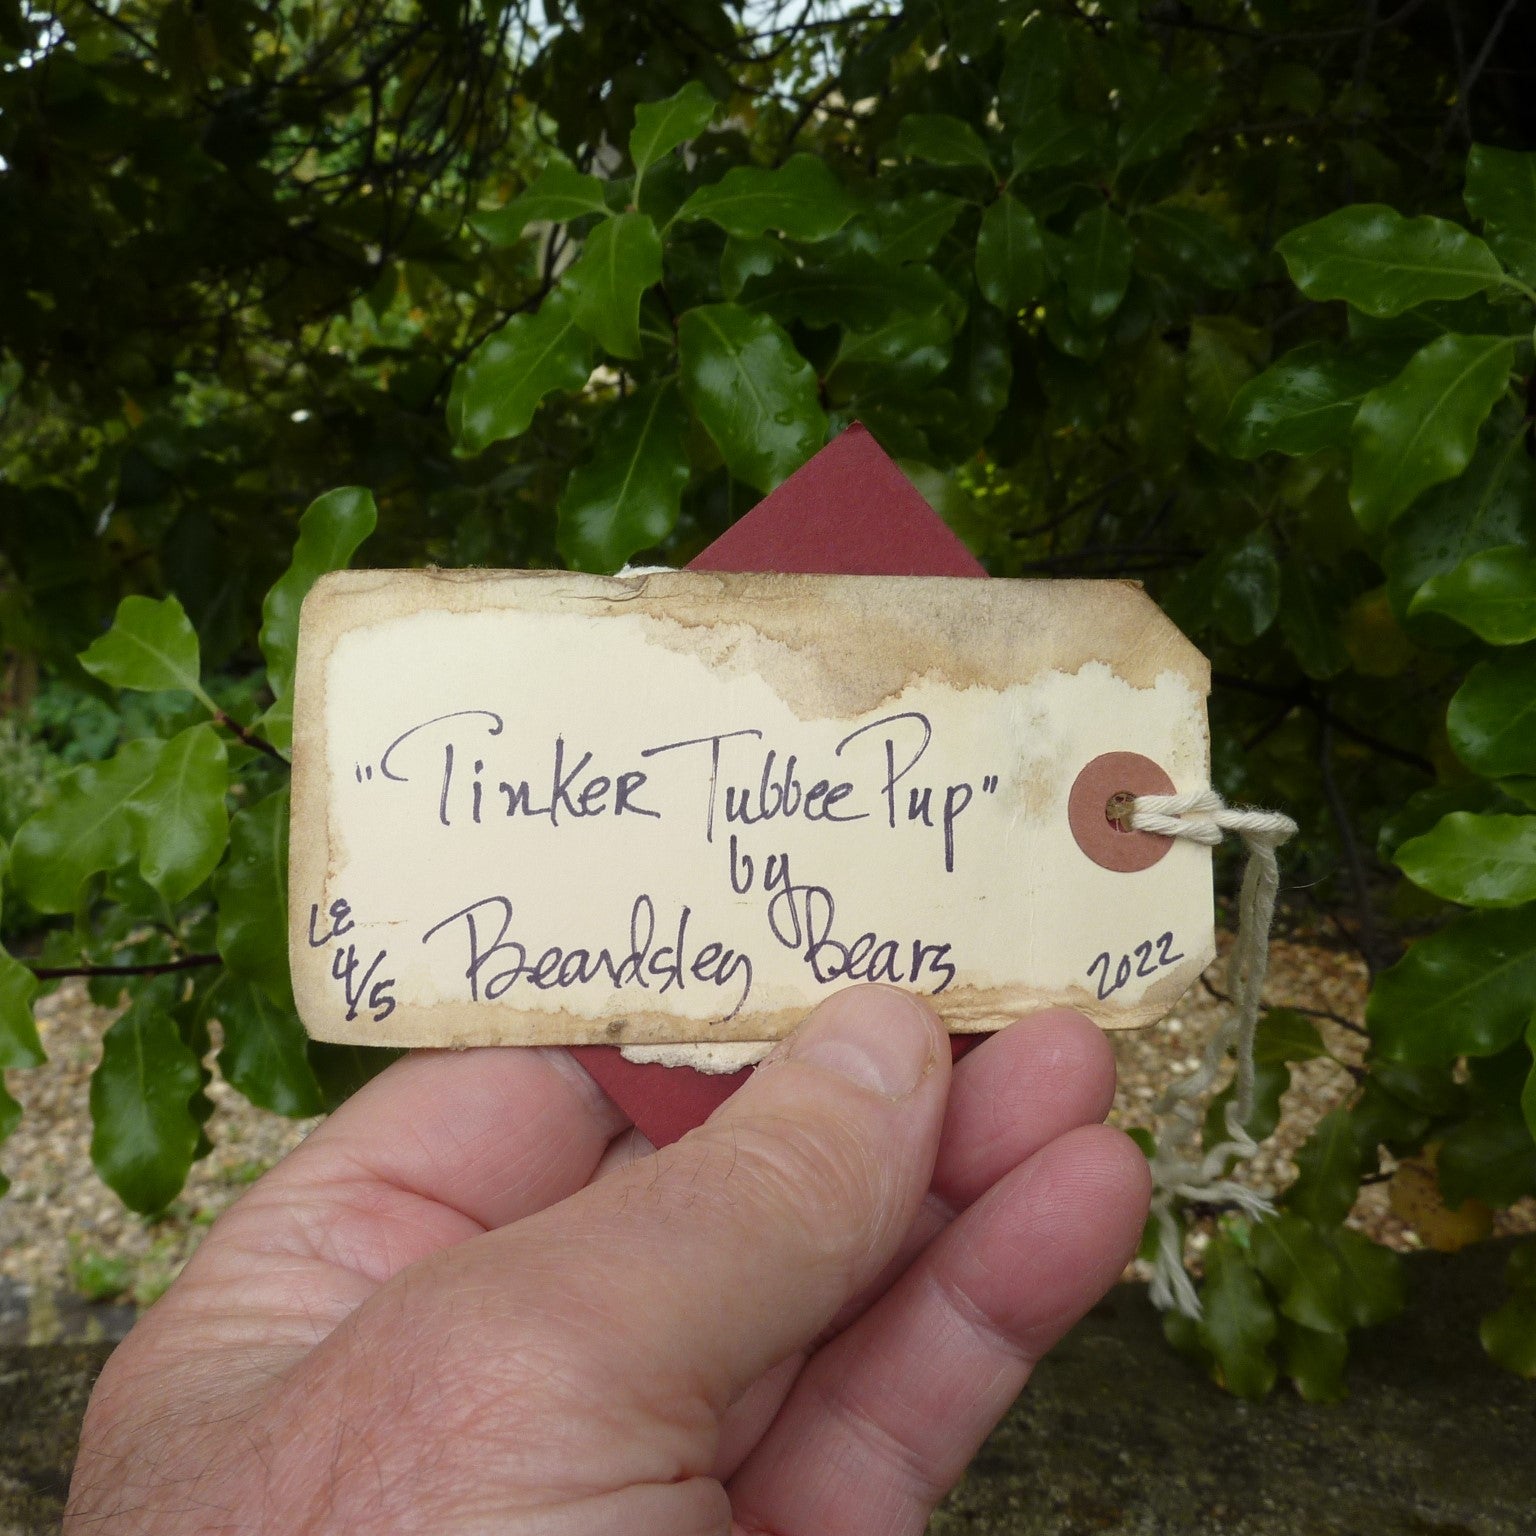 "Tinker Tubbee Pup"
by
Beardsley Bears
LE
4/5
2022